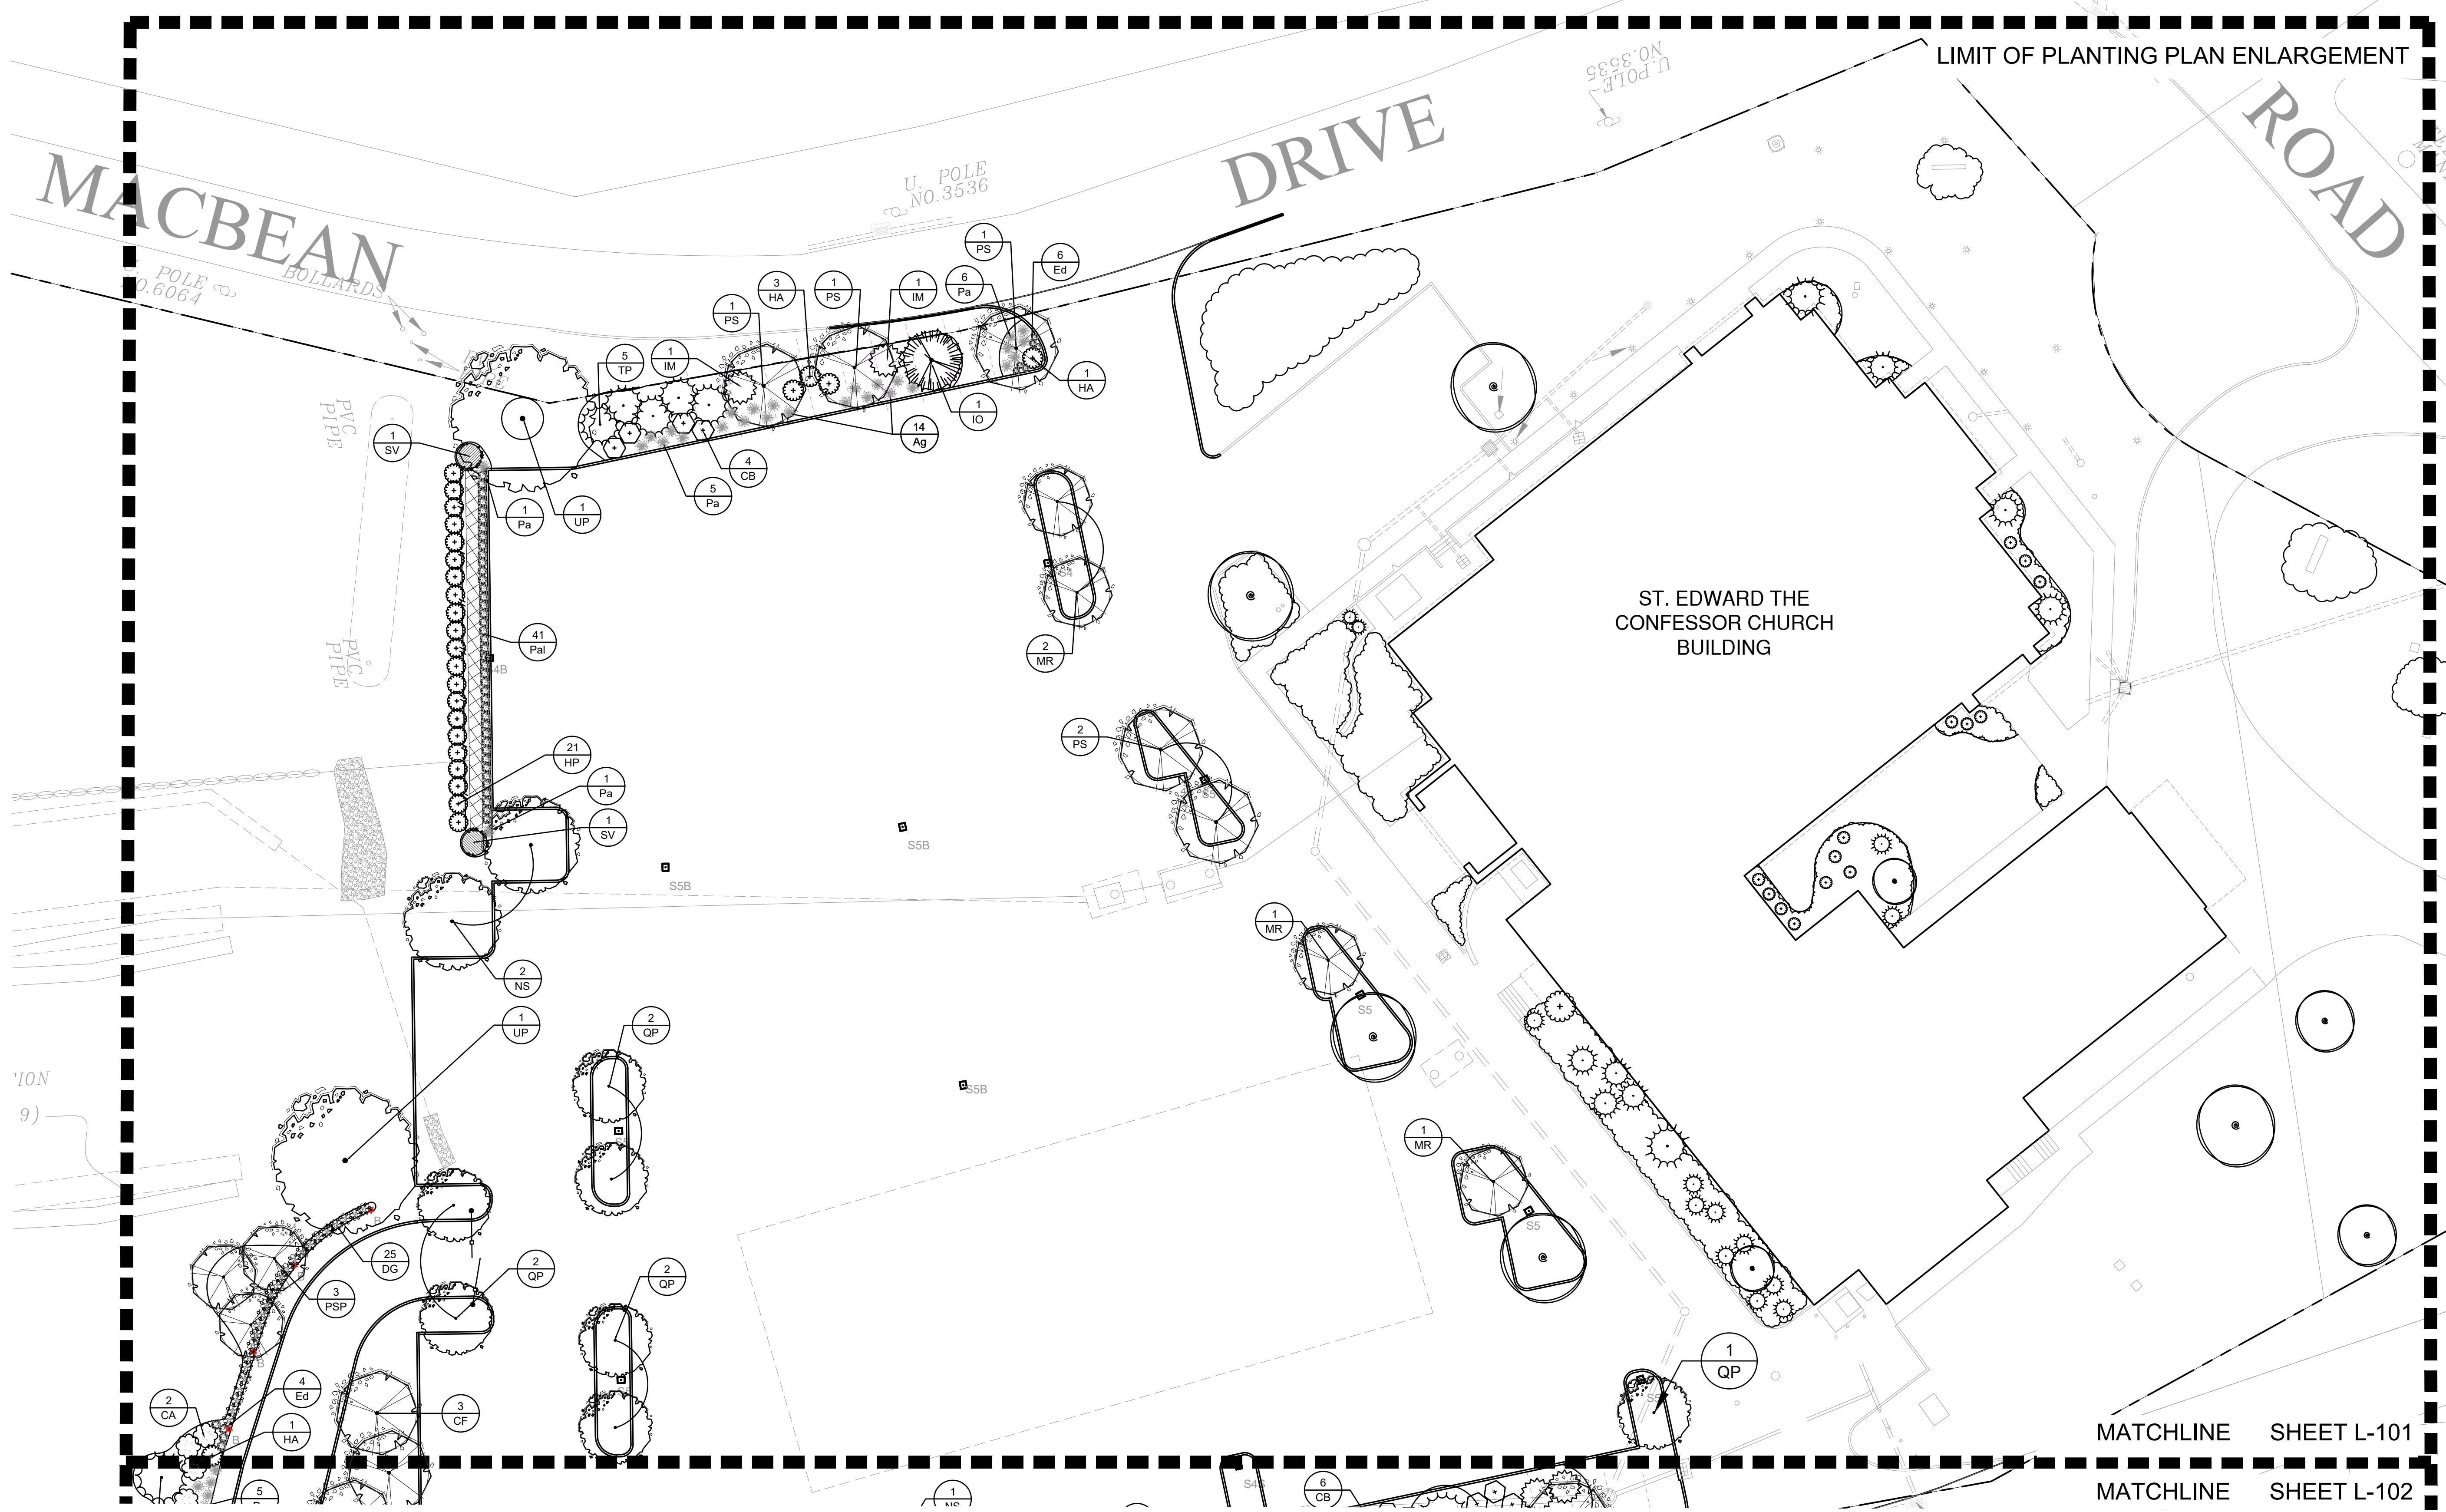 LIMIT OF PLANTING PLAN ENLARGEMENT
MACBEAN
DRIVE
ROAD
U. POLE
NO.3535
U. POLE
NO.3536
POLE
NO.6064
BOLLARDS
PVC
PIPE
PVC
PIPE
1
PS
6
Ed
3
HA
1
PS
1
IM
6
Pa
1
PS
5
TP
1
IM
1
HA
1
IO
14
Ag
4
CB
5
Pa
1
SV
1
Pa
1
UP
41
Pal
4B
2
MR
2
PS
21
HP
1
Pa
1
SV
S5B
S5B
S5B
ST. EDWARD THE
CONFESSOR CHURCH
BUILDING
2
NS
1
MR
S5
1
UP
2
QP
1
MR
S5
25
DG
3
PSP
2
QP
2
QP
B
B
B
4
Ed
2
CA
1
HA
3
CF
1
QP
MATCHLINE SHEET L-101
MATCHLINE SHEET L-102
5
1
NS
6
CB
TION
9)